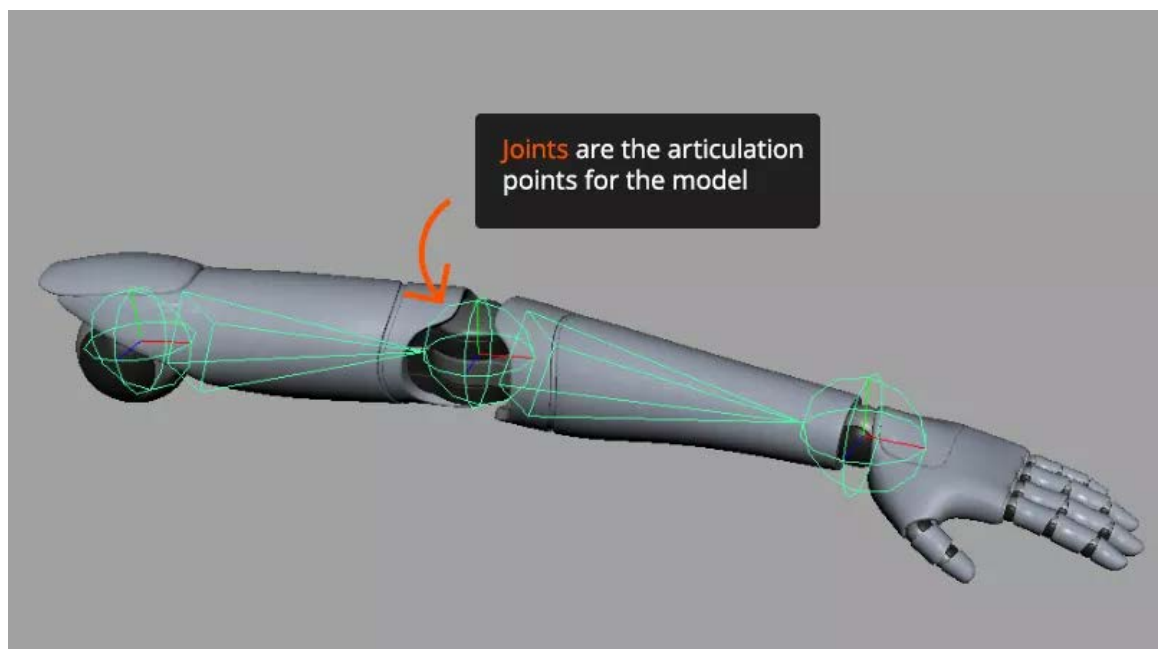 Joints are the articulation
points for the model